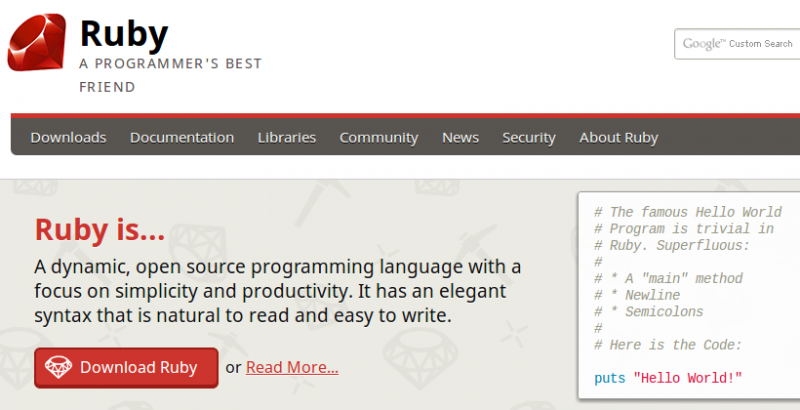 Ruby
A PROGRAMMER'S BEST
FRIEND
Google™ Custom Search
Downloads Documentation Libraries Community News Security About Ruby
Ruby is...
A dynamic, open source programming language with a
focus on simplicity and productivity. It has an elegant
syntax that is natural to read and easy to write.
Download Ruby or Read More...
# The famous Hello World
# Program is trivial in
# Ruby. Superfluous:
#
# * A "main" method
# * Newline
# * Semicolons
#
# Here is the Code:
puts "Hello World!"